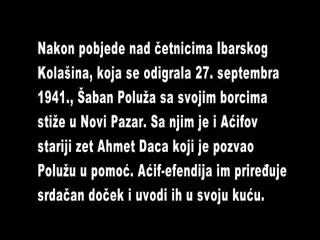 Nakon pobjede nad četnicima Ibarskog
Kolašina, koja se odigrala 27. septembra
1941., Šaban Poluža sa svojim borcima
stiže u Novi Pazar. Sa njim je i Aćifov
stariji zet Ahmet Daca koji je pozvao
Polužu u pomoć. Aćif-efendija im priređuje
srdačan doček i uvodi ih u svoju kuću.